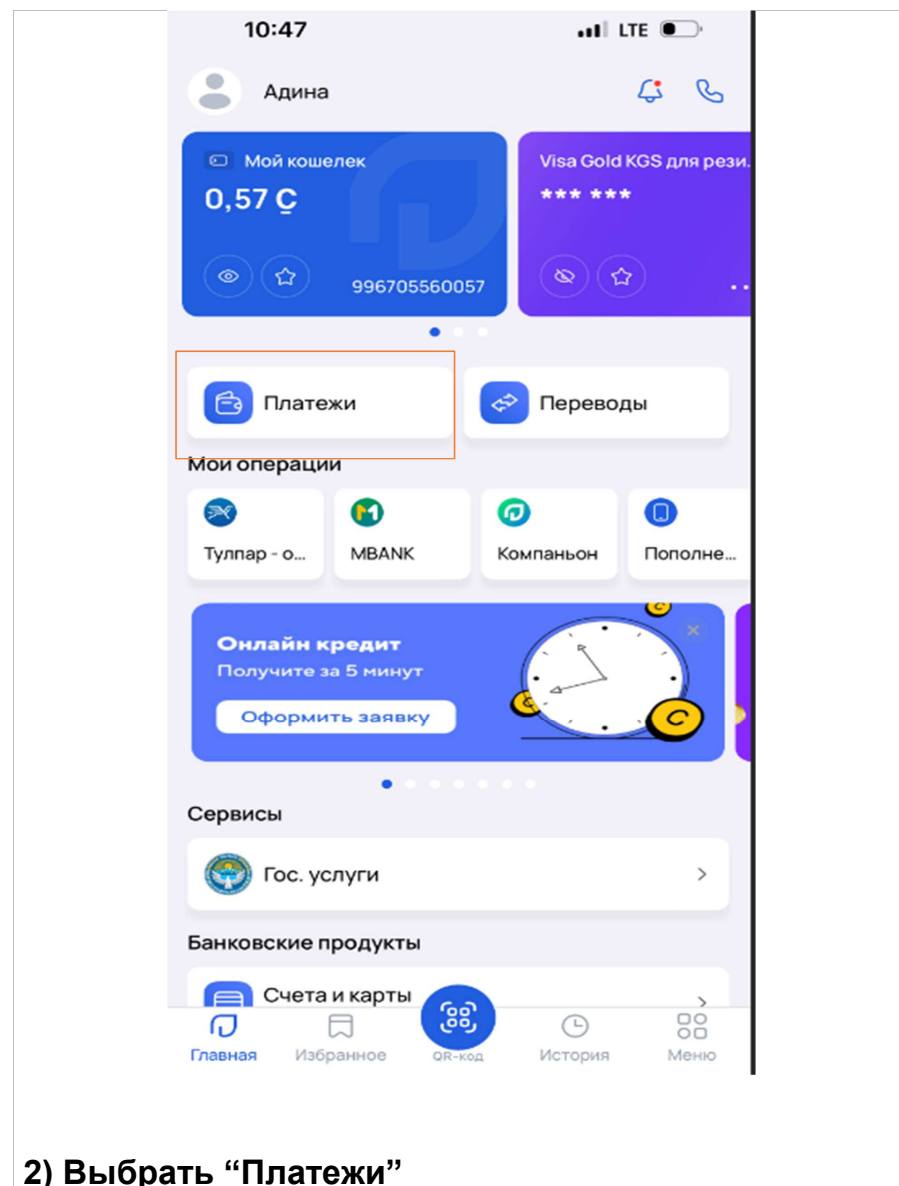 10:47 LTE
Адина
Мой кошелек
0,57 С
996705560057
Visa Gold KGS для рези.
*** ***
Платежи
Переводы
Мои операции
Тулпар - о...
MBANK
Компаньон
Пополне...
Онлайн кредит
Получите за 5 минут
Оформить заявку
Сервисы
Гос. услуги
Банковские продукты
Счета и карты
Главная
Избранное
QR-код
История
Меню
2) Выбрать “Платежи”